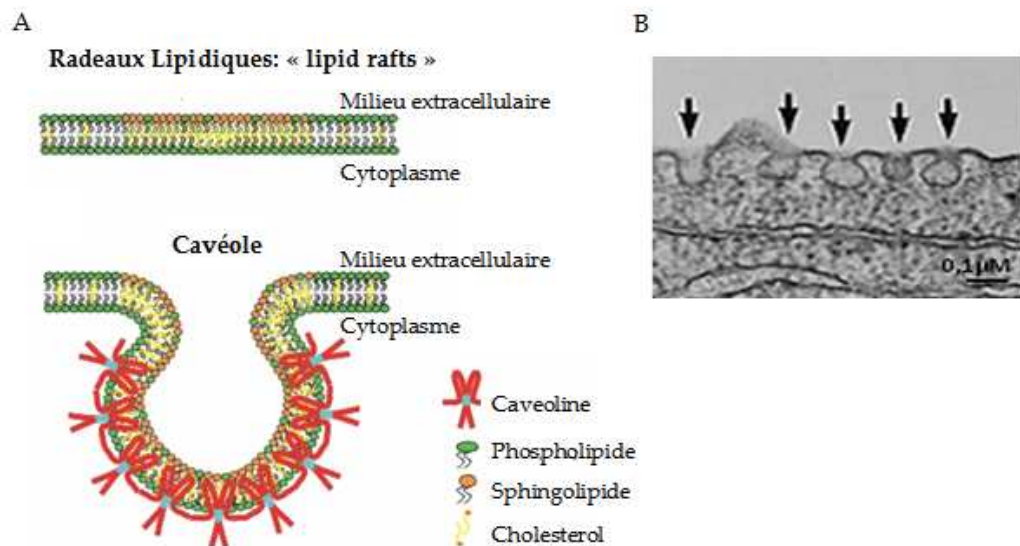 A
Radeaux Lipidiques: « lipid rafts »
Milieu extracellulaire
Cytoplasme
Cavéole
Milieu extracellulaire
Cytoplasme
Caveoline
Phospholipide
Sphingolipide
Cholesterol
B
0,1µM